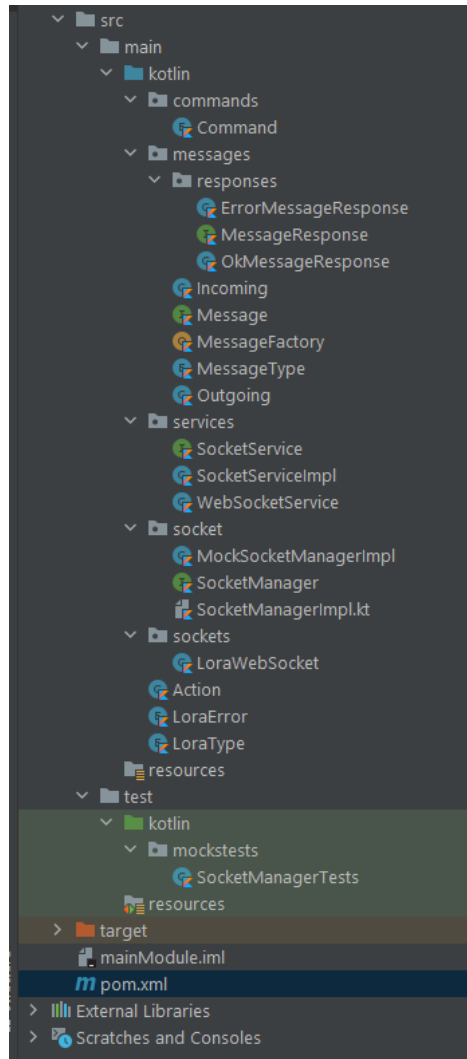 src
main
kotlin
commands
Command
messages
responses
ErrorMessageResponse
MessageResponse
OkMessageResponse
Incoming
Message
MessageFactory
MessageType
Outgoing
services
SocketService
SocketServiceImpl
WebSocketService
socket
MockSocketManagerImpl
SocketManager
SocketManagerImpl.kt
sockets
LoraWebSocket
Action
LoraError
LoraType
resources
test
kotlin
mockstests
SocketManagerTests
resources
target
mainModule.iml
pom.xml
External Libraries
Scratches and Consoles